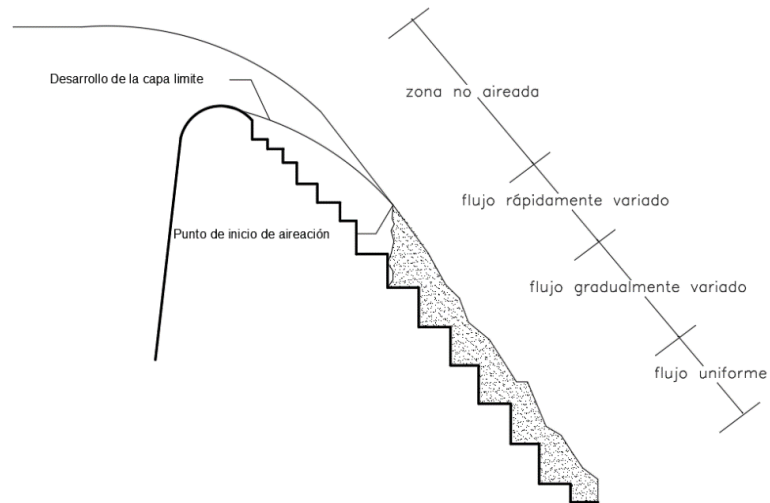 Desarrollo de la capa limite
zona no aireada
flujo rápidamente variado
Punto de inicio de aireación
flujo gradualmente variado
flujo uniforme